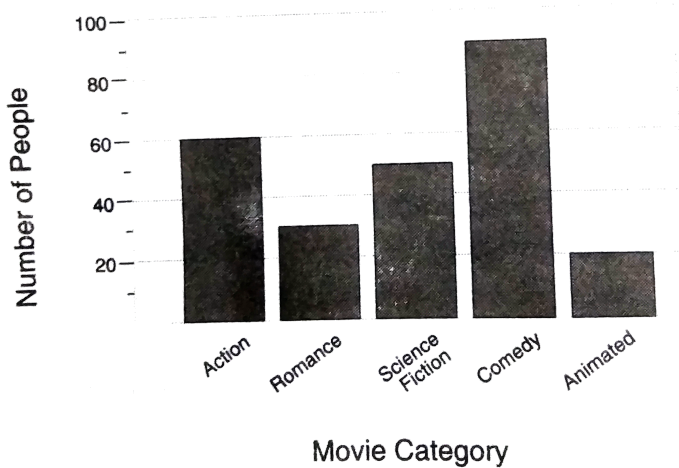 100
80
60
40
20
Number of People
Action
Romance
Science
Fiction
Comedy
Animated
Movie Category